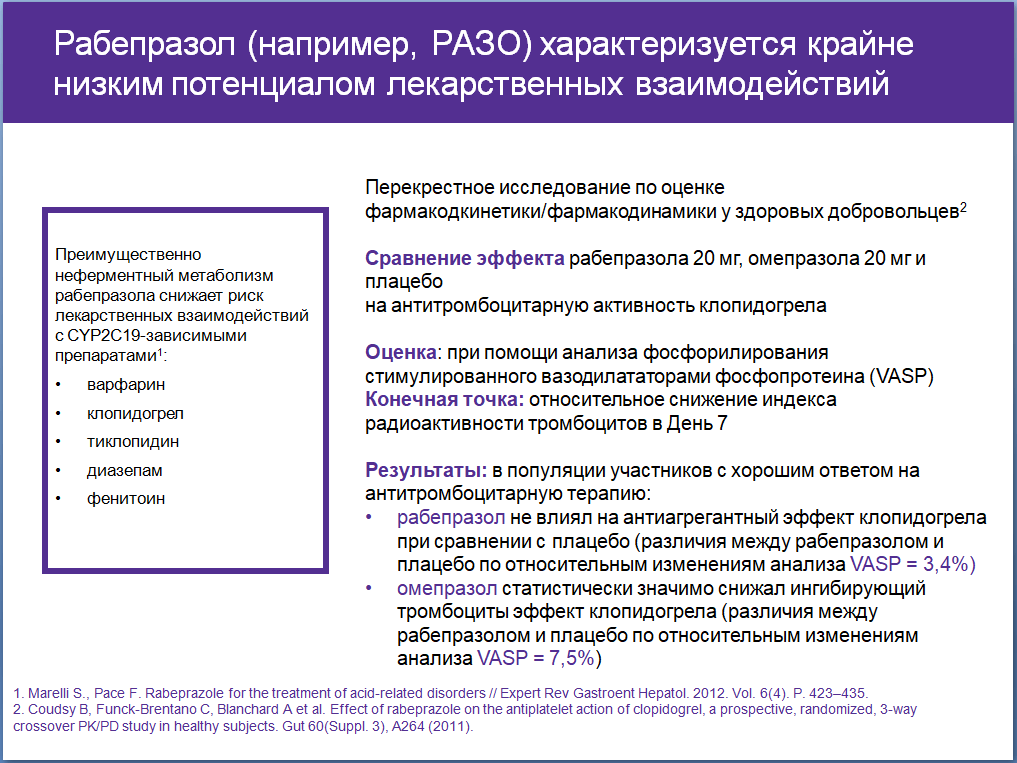 Рабепразол (например, РАЗО) характеризуется крайне
низким потенциалом лекарственных взаимодействий
Преимущественно
неферментный метаболизм
рабепразола снижает риск
лекарственных взаимодействий
с CYP2C19-зависимыми
препаратами¹:
• варфарин
• клопидогрел
• тиклопидин
• диазепам
• фенитоин
Перекрестное исследование по оценке
фармакодкинетики/фармакодинамики у здоровых добровольцев²
Сравнение эффекта рабепразола 20 мг, омепразола 20 мг и
плацебо
на антитромбоцитарную активность клопидогрела
Оценка: при помощи анализа фосфорилирования
стимулированного вазодилататорами фосфопротеина (VASP)
Конечная точка: относительное снижение индекса
радиоактивности тромбоцитов в День 7
Результаты: в популяции участников с хорошим ответом на
антитромбоцитарную терапию:
• рабепразол не влиял на антиагрегантный эффект клопидогрела
при сравнении с плацебо (различия между рабепразолом и
плацебо по относительным изменениям анализа VASP = 3,4%)
• омепразол статистически значимо снижал ингибирующий
тромбоциты эффект клопидогрела (различия между
рабепразолом и плацебо по относительным изменениям
анализа VASP = 7,5%)
1. Marelli S., Pace F. Rabeprazole for the treatment of acid-related disorders // Expert Rev Gastroent Hepatol. 2012. Vol. 6(4). P. 423–435.
2. Coudsy B, Funck-Brentano C, Blanchard A et al. Effect of rabeprazole on the antiplatelet action of clopidogrel, a prospective, randomized, 3-way
crossover PK/PD study in healthy subjects. Gut 60(Suppl. 3), A264 (2011).